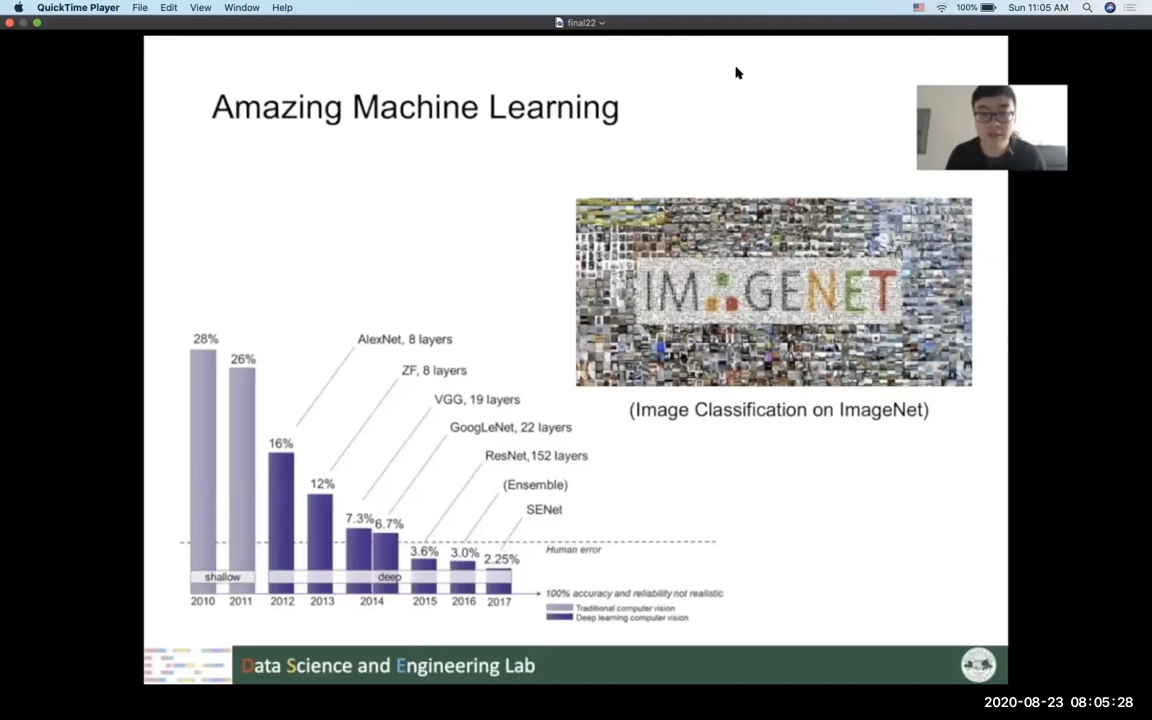 QuickTime Player File Edit View Window Help 100% Sun 11:05 AM
final22
Amazing Machine Learning
IMAGENET
(Image Classification on ImageNet)
28%
26%
16%
12%
7.3%
6.7%
3.6%
3.0%
2.25%
AlexNet, 8 layers
ZF, 8 layers
VGG, 19 layers
GoogLeNet, 22 layers
ResNet,152 layers
(Ensemble)
SENet
Human error
shallow
deep
100% accuracy and reliability not realistic
2010 2011 2012 2013 2014 2015 2016 2017
Traditional computer vision
Deep learning computer vision
Data Science and Engineering Lab
2020-08-23 08:05:28